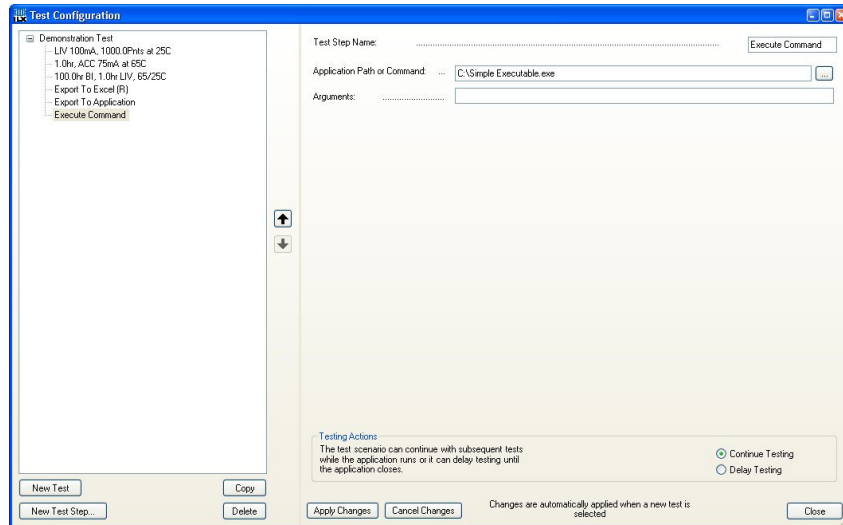 Test Configuration
Demonstration Test
LIV 100mA, 1000.0Pnts at 25C
1.0hr, ACC 75mA at 65C
100.0hr BI, 1.0hr LIV, 65/25C
Export To Excel (R)
Export To Application
Execute Command
New Test
Copy
New Test Step...
Delete
Test Step Name:
Execute Command
Application Path or Command:
C:\Simple Executable.exe
...
Arguments:
Testing Actions
The test scenario can continue with subsequent tests
while the application runs or it can delay testing until
the application closes.
Continue Testing
Delay Testing
Apply Changes
Cancel Changes
Changes are automatically applied when a new test is
selected
Close